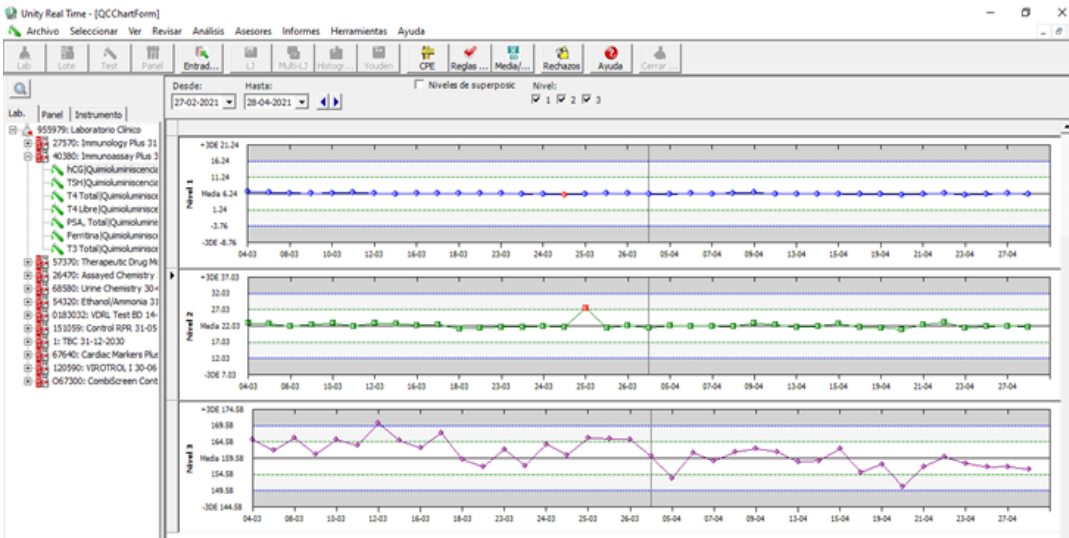 Unity Real Time - [QCChartForm]
Archivo Seleccionar Ver Revisar Análisis Asesores Informes Herramientas Ayuda
Lab Lote Test Panel Entrad... LJ Multi-LJ Histogr... Youden CPE Reglas ... Media/... Rechazos Ayuda Cerrar ...
Desde: Hasta: Niveles de superposic Nivel:
27-02-2021 28-04-2021 1 2 3
Lab. Panel Instrumento
955979: Laboratorio Clínico
27570: Immunology Plus 31
40380: Immunoassay Plus 3
hCG|Quimioluminiscencia
TSH|Quimioluminiscencia
T4 Total|Quimioluminisce
T4 Libre|Quimioluminisce
PSA, Total|Quimioluminis
Ferritina|Quimioluminisc
T3 Total|Quimioluminisce
57370: Therapeutic Drug Mo
26470: Assayed Chemistry
68580: Urine Chemistry 30-
54320: Ethanol/Ammonia 31
0183032: VDRL Test BD 14-
151059: Control RPR 31-05
1: TBC 31-12-2030
67640: Cardiac Markers Plu
120590: VIROTROL I 30-06
O67300: CombiScreen Cont
Nivel 1
+3DE 21.24
16.24
11.24
Media 6.24
1.24
-3.76
-3DE -8.76
04-03 08-03 10-03 12-03 16-03 18-03 22-03 24-03 25-03 26-03 05-04 07-04 09-04 13-04 15-04 19-04 21-04 23-04 27-04
Nivel 2
+3DE 37.03
32.03
27.03
Media 22.03
17.03
12.03
-3DE 7.03
04-03 08-03 10-03 12-03 16-03 18-03 22-03 24-03 25-03 26-03 05-04 07-04 09-04 13-04 15-04 19-04 21-04 23-04 27-04
Nivel 3
+3DE 174.58
169.58
164.58
Media 159.58
154.58
149.58
-3DE 144.58
04-03 08-03 10-03 12-03 16-03 18-03 22-03 24-03 25-03 26-03 05-04 07-04 09-04 13-04 15-04 19-04 21-04 23-04 27-04